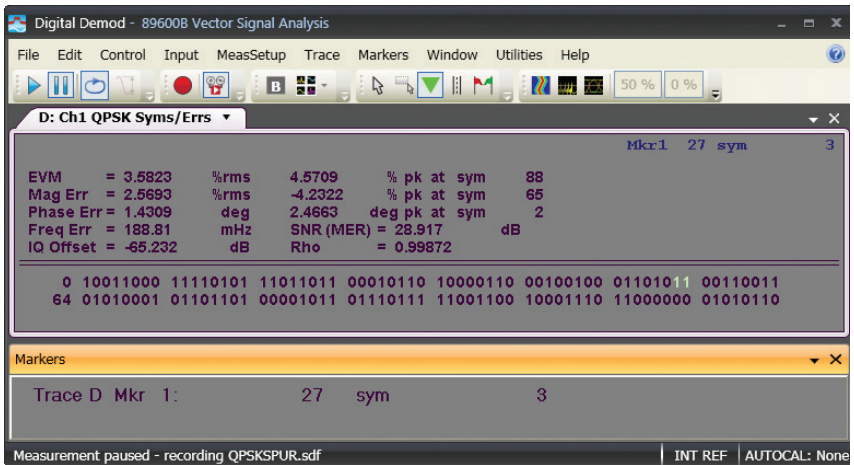 Digital Demod - 89600B Vector Signal Analysis
File Edit Control Input MeasSetup Trace Markers Window Utilities Help
B 50 % 0 %
D: Ch1 QPSK Syms/Errs
Mkr1 27 sym 3
EVM = 3.5823 %rms 4.5709 % pk at sym 88
Mag Err = 2.5693 %rms -4.2322 % pk at sym 65
Phase Err = 1.4309 deg 2.4663 deg pk at sym 2
Freq Err = 188.81 mHz SNR (MER) = 28.917 dB
IQ Offset = -65.232 dB Rho = 0.99872
0 10011000 11110101 11011011 00010110 10000110 00100100 01101011 00110011
64 01010001 01101101 00001011 01110111 11001100 10001110 11000000 01010110
Markers
Trace D Mkr 1: 27 sym 3
Measurement paused - recording QPSKSPUR.sdf INT REF AUTOCAL: None